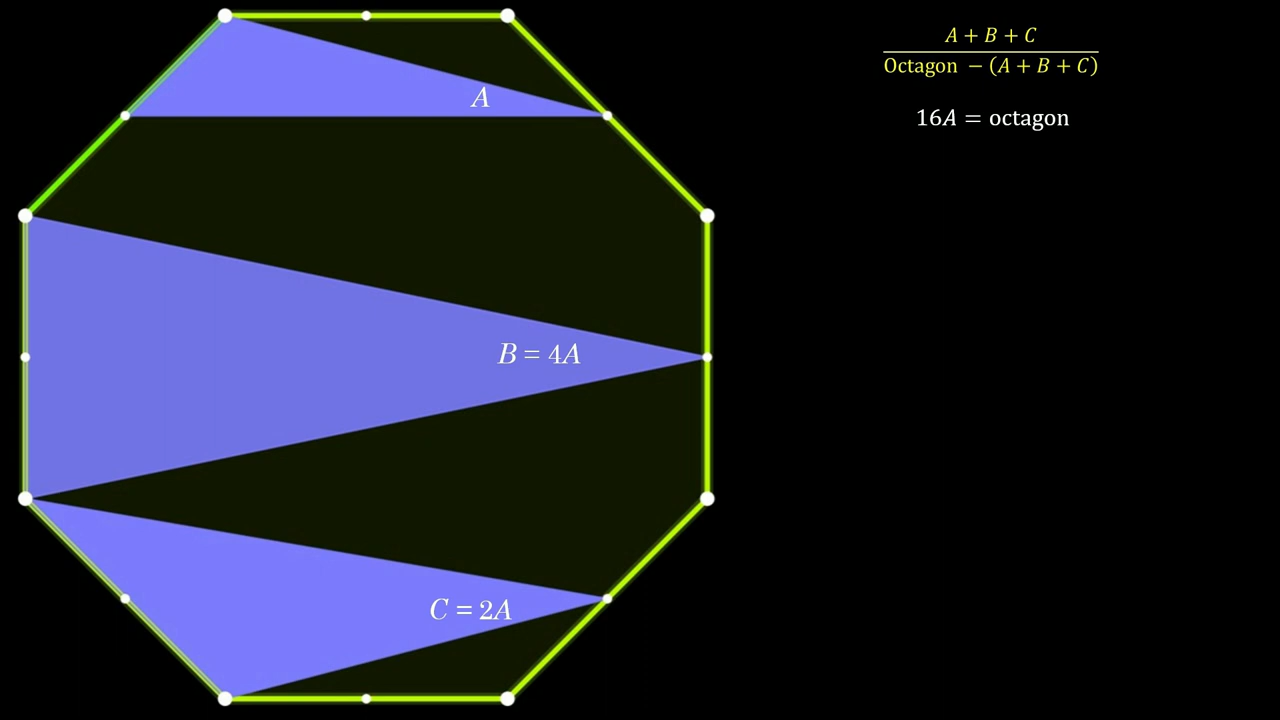 A + B + C
Octagon − (A + B + C)
16A = octagon
A
B = 4A
C = 2A